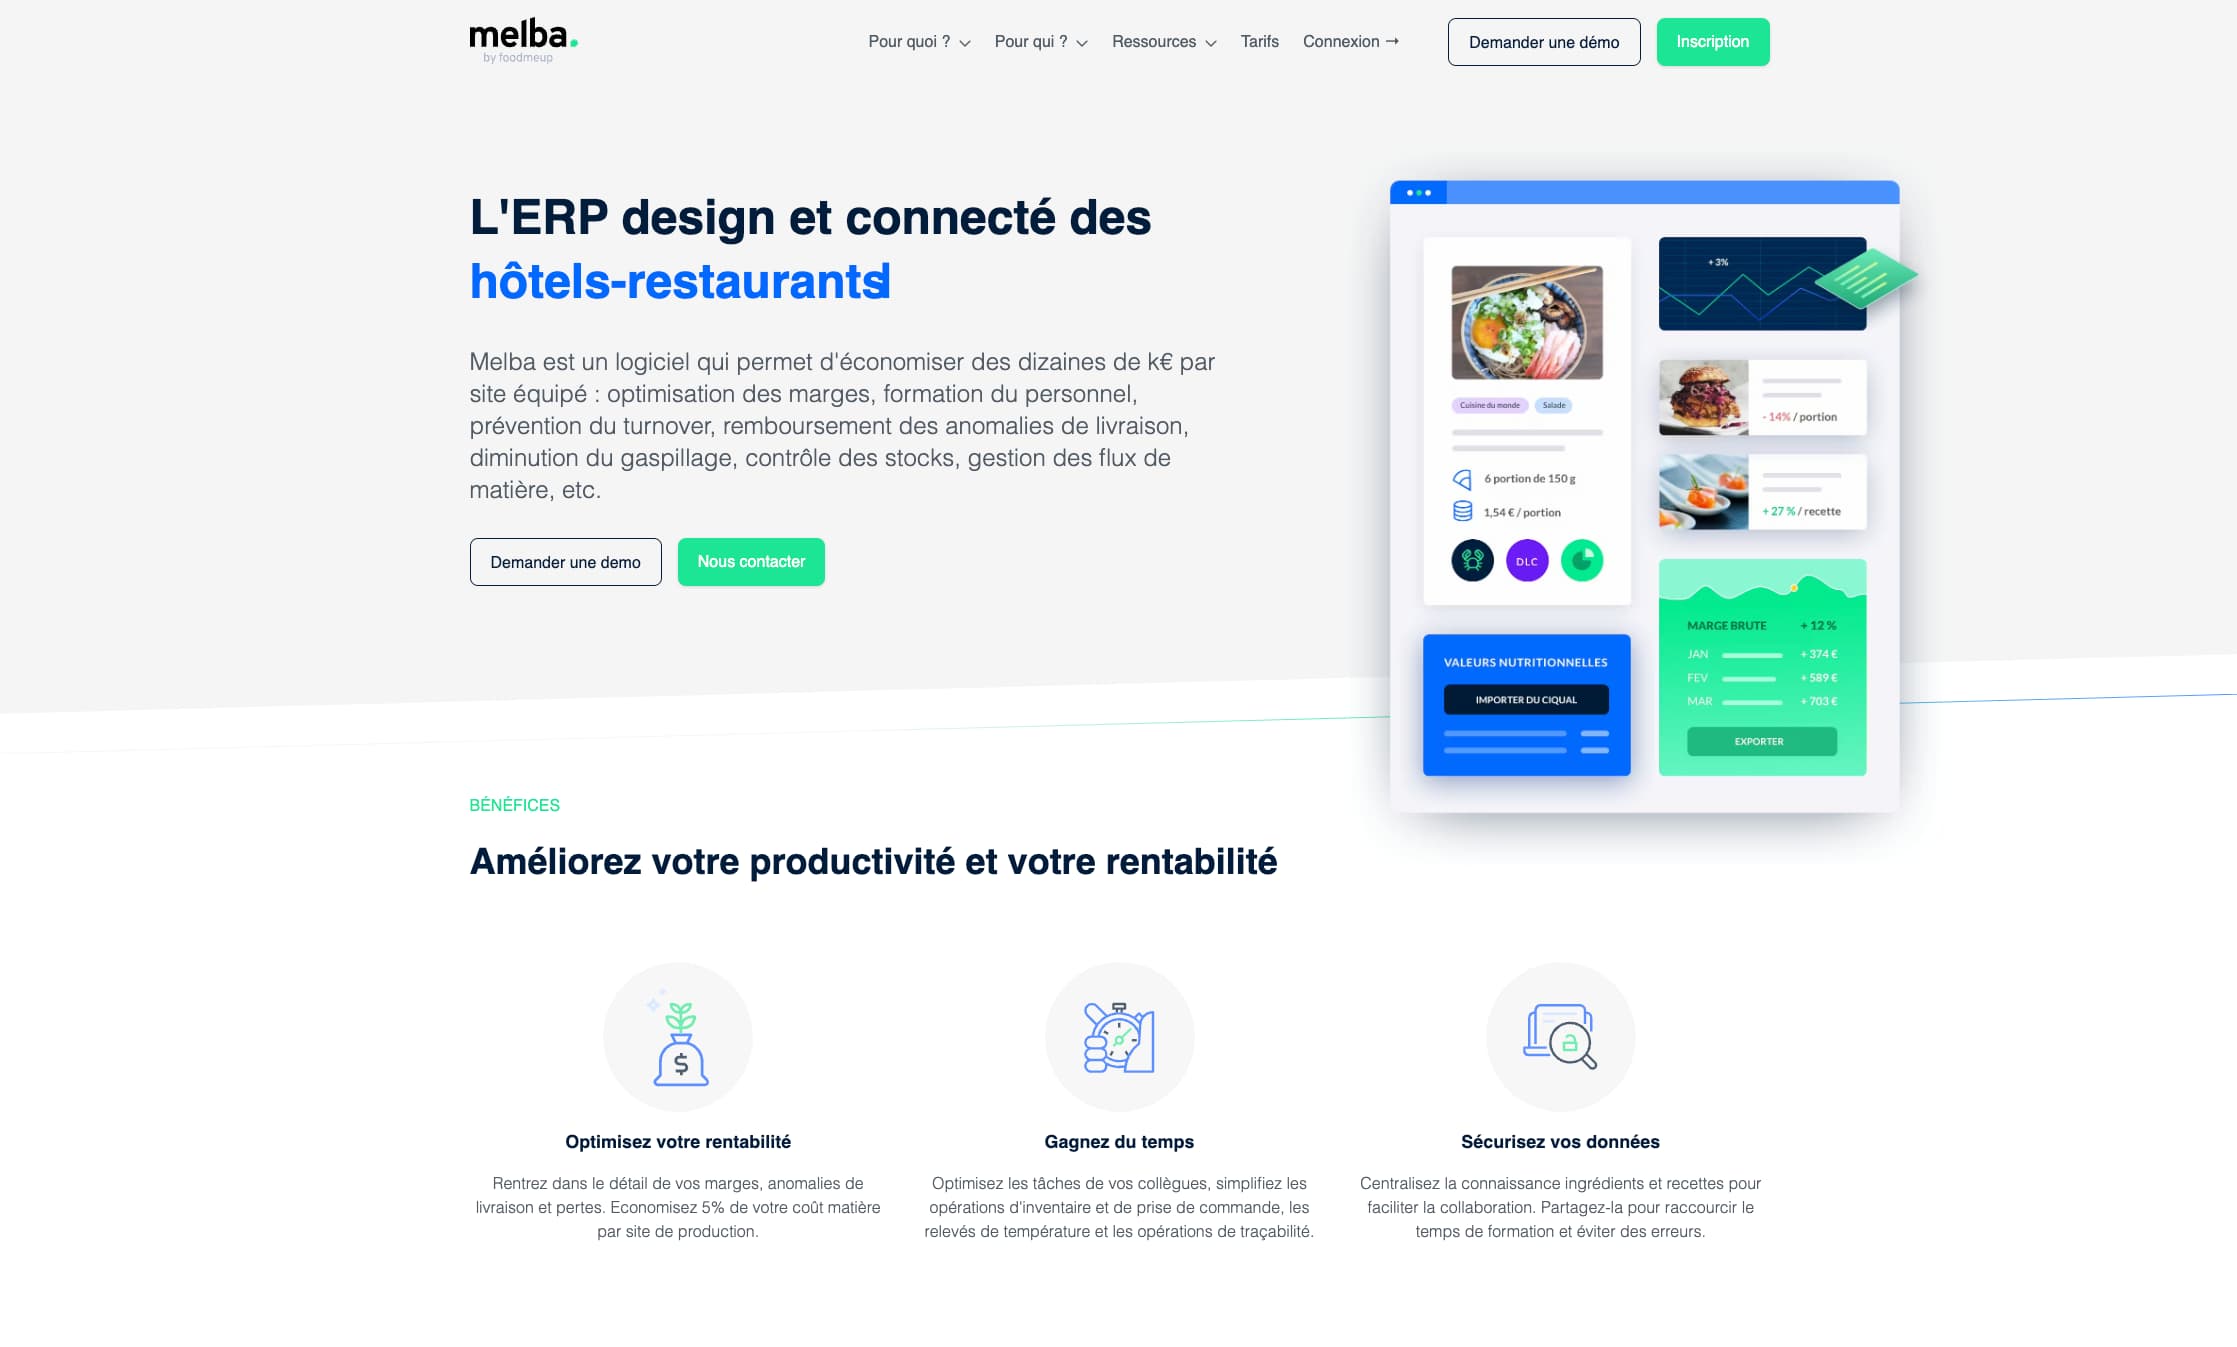 melba.
by foodmeup
Pour quoi ?
Pour qui ?
Ressources
Tarifs
Connexion ➞
Demander une démo
Inscription
L'ERP design et connecté des
hôtels-restaurants
Melba est un logiciel qui permet d'économiser des dizaines de k€ par
site équipé : optimisation des marges, formation du personnel,
prévention du turnover, remboursement des anomalies de livraison,
diminution du gaspillage, contrôle des stocks, gestion des flux de
matière, etc.
Demander une demo
Nous contacter
Cuisine du monde
Salade
6 portion de 150 g
1,54 € / portion
DLC
VALEURS NUTRITIONNELLES
IMPORTER DU CIQUAL
+ 3%
- 14% / portion
+ 27 % / recette
MARGE BRUTE + 12 %
JAN + 374 €
FEV + 589 €
MAR + 703 €
EXPORTER
BÉNÉFICES
Améliorez votre productivité et votre rentabilité
$
Optimisez votre rentabilité
Rentrez dans le détail de vos marges, anomalies de
livraison et pertes. Economisez 5% de votre coût matière
par site de production.
Gagnez du temps
Optimisez les tâches de vos collègues, simplifiez les
opérations d'inventaire et de prise de commande, les
relevés de température et les opérations de traçabilité.
Sécurisez vos données
Centralisez la connaissance ingrédients et recettes pour
faciliter la collaboration. Partagez-la pour raccourcir le
temps de formation et éviter des erreurs.